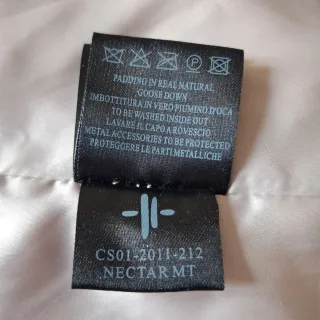 PADDING IN REAL NATURAL
GOOSE DOWN
IMBOTTITURA IN VERO PIUMINO D'OCA
TO BE WASHED INSIDE OUT
LAVARE IL CAPO A ROVESCIO
METAL ACCESSORIES TO BE PROTECTED
PROTEGGERE LE PARTI METALLICHE
CS01-2011-212
NECTAR MT